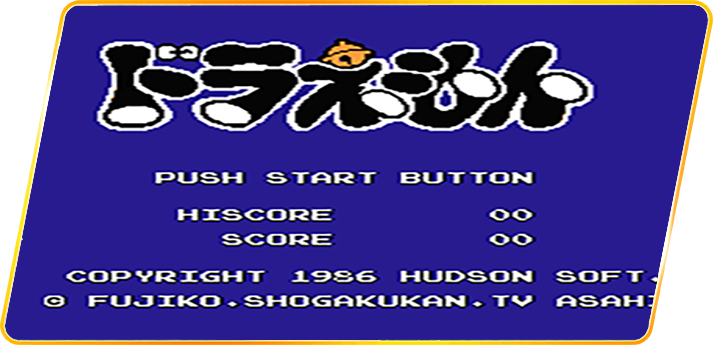 ドラえもん
PUSH START BUTTON
HISCORE 00
SCORE 00
COPYRIGHT 1986 HUDSON SOFT.
© FUJIKO.SHOGAKUKAN.TV ASAHI